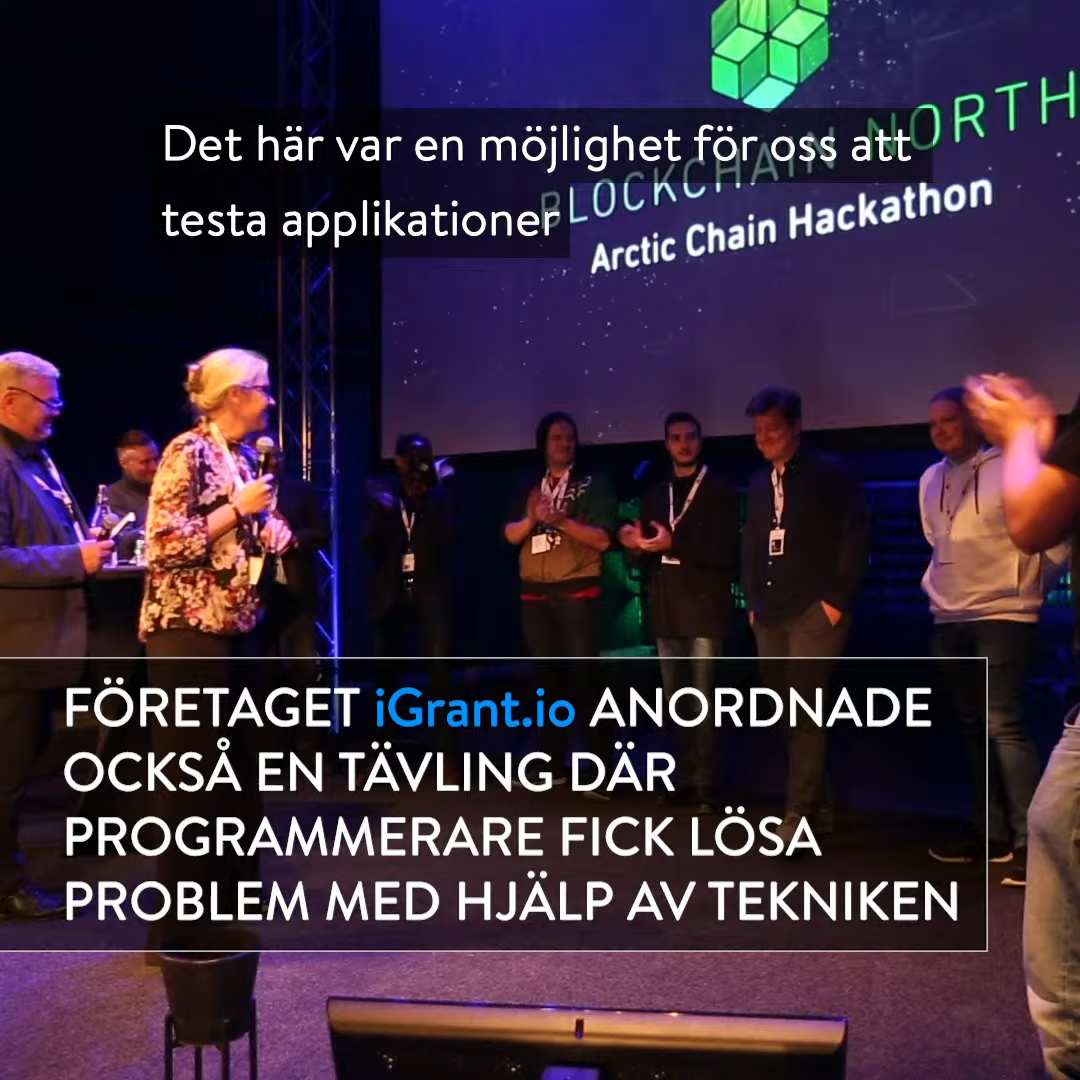 Det här var en möjlighet för oss att
testa applikationer
BLOCKCHAIN NORTH
Arctic Chain Hackathon
FÖRETAGET iGrant.io ANORDNADE
OCKSÅ EN TÄVLING DÄR
PROGRAMMERARE FICK LÖSA
PROBLEM MED HJÄLP AV TEKNIKEN